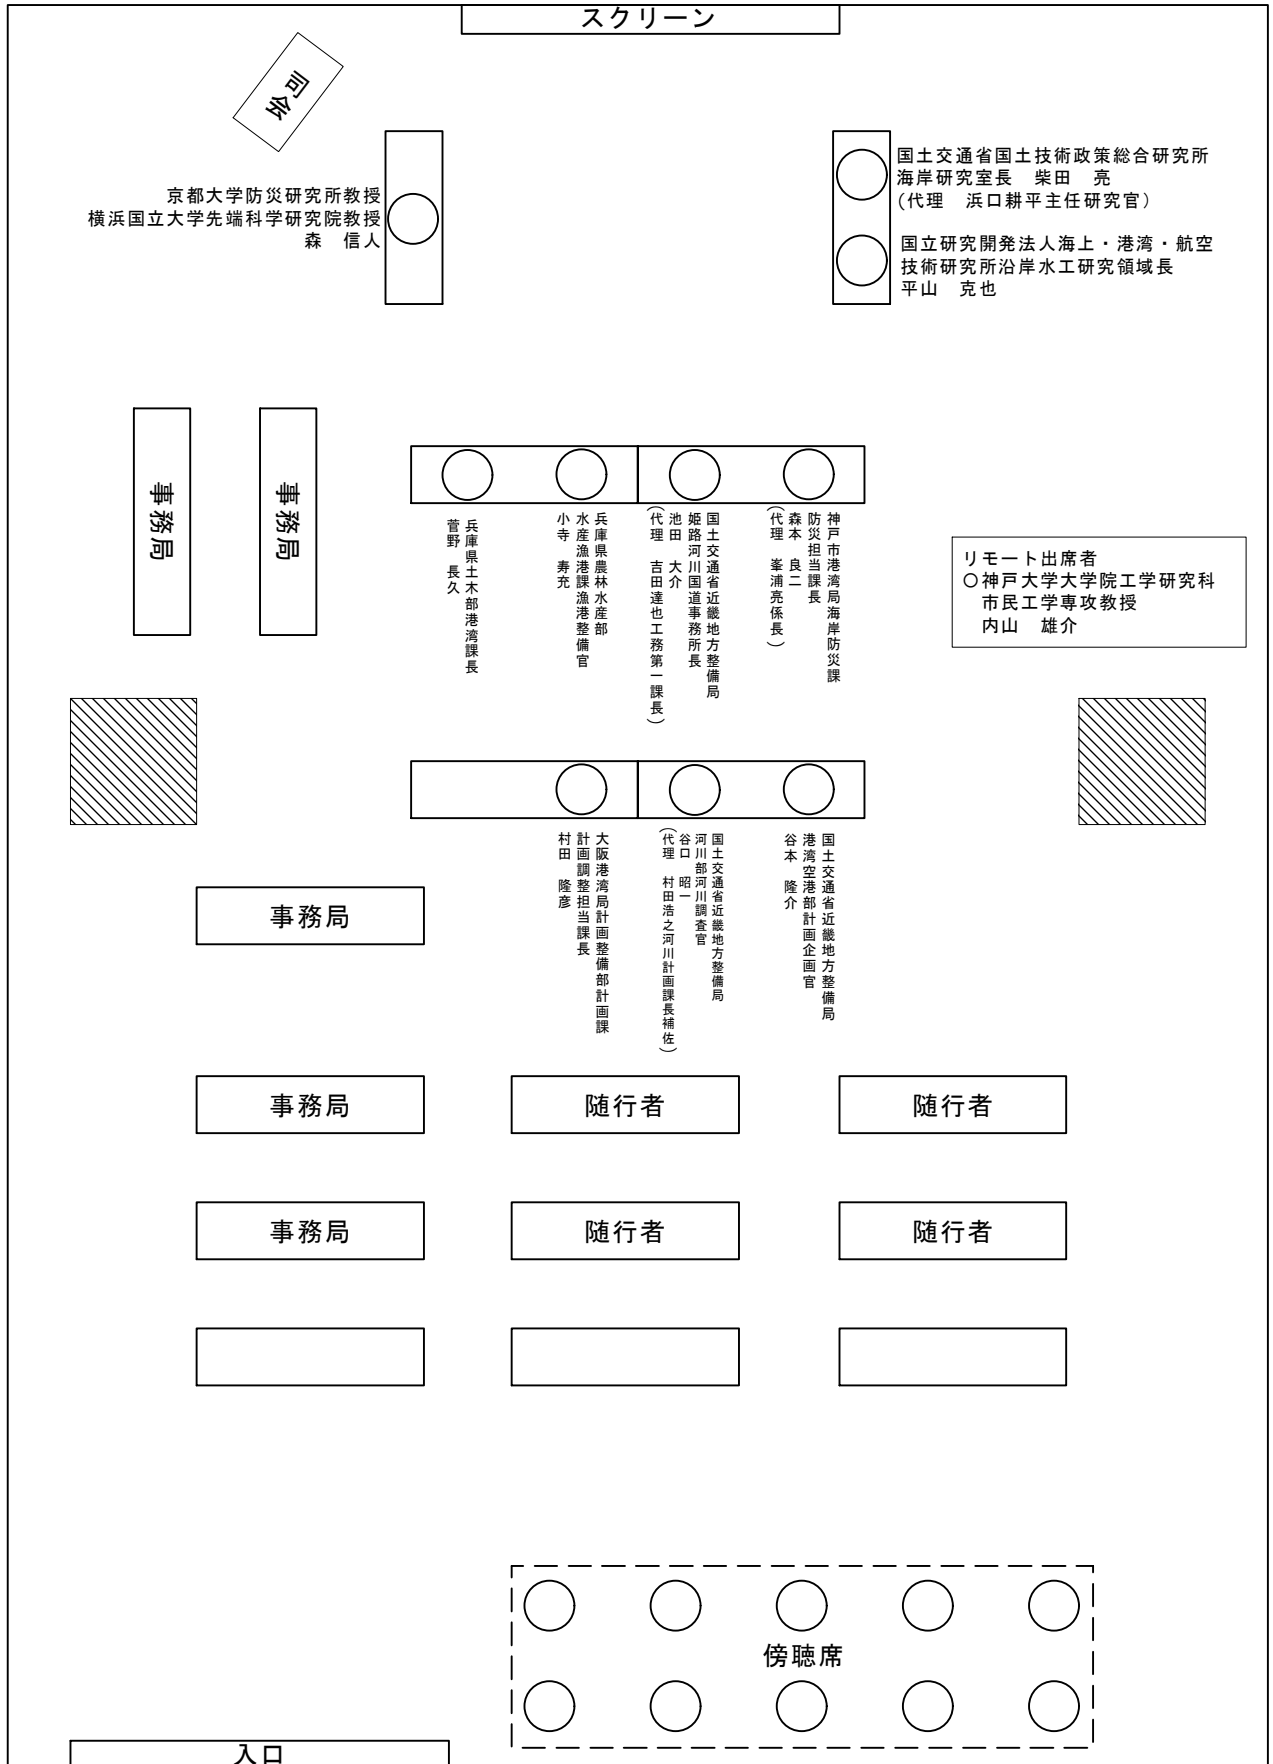 スクリーン
司会
京都大学防災研究所教授
横浜国立大学先端科学研究院教授
森　信人
国土交通省国土技術政策総合研究所
海岸研究室長　柴田　亮
(代理　浜口耕平主任研究官)
国立研究開発法人海上・港湾・航空
技術研究所沿岸水工研究領域長
平山　克也
事務局
事務局
兵庫県土木部港湾課長
菅野　長久
兵庫県農林水産部
水産漁港課漁港整備官
小寺　寿充
国土交通省近畿地方整備局
姫路河川国道事務所長
池田　大介
(代理　吉田達也工務第一課長)
神戸市港湾局海岸防災課
防災担当課長
森本　良二
(代理　峯浦亮係長)
リモート出席者
〇神戸大学大学院工学研究科
市民工学専攻教授
内山　雄介
大阪港湾局計画整備部計画課
計画調整担当課長
村田　隆彦
国土交通省近畿地方整備局
河川部河川調査官
谷口　昭一
(代理　村田浩之河川計画課長補佐)
国土交通省近畿地方整備局
港湾空港部計画企画官
谷本　隆介
事務局
事務局
随行者
随行者
事務局
随行者
随行者
傍聴席
入口